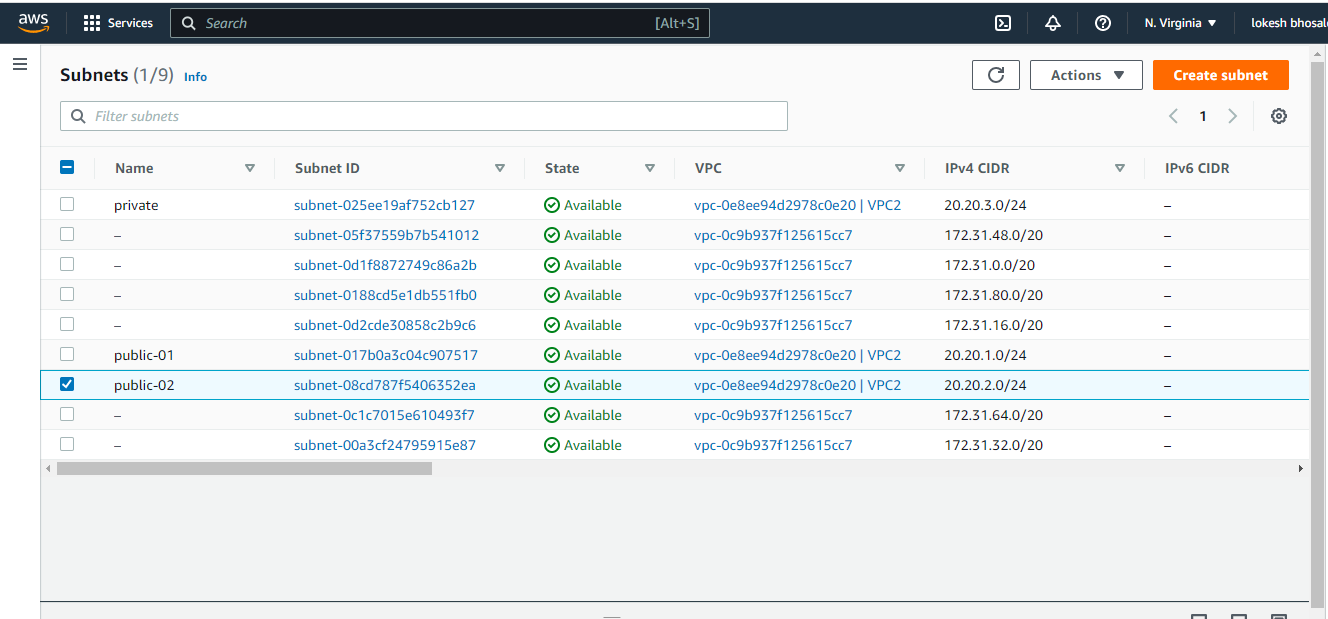 aws Services Search [Alt+S] N. Virginia lokesh bhosal
Subnets (1/9) Info Actions Create subnet
Filter subnets 1
Name Subnet ID State VPC IPv4 CIDR IPv6 CIDR
private subnet-025ee19af752cb127 Available vpc-0e8ee94d2978c0e20 | VPC2 20.20.3.0/24 –
– subnet-05f37559b7b541012 Available vpc-0c9b937f125615cc7 172.31.48.0/20 –
– subnet-0d1f8872749c86a2b Available vpc-0c9b937f125615cc7 172.31.0.0/20 –
– subnet-0188cd5e1db551fb0 Available vpc-0c9b937f125615cc7 172.31.80.0/20 –
– subnet-0d2cde30858c2b9c6 Available vpc-0c9b937f125615cc7 172.31.16.0/20 –
public-01 subnet-017b0a3c04c907517 Available vpc-0e8ee94d2978c0e20 | VPC2 20.20.1.0/24 –
public-02 subnet-08cd787f5406352ea Available vpc-0e8ee94d2978c0e20 | VPC2 20.20.2.0/24 –
– subnet-0c1c7015e610493f7 Available vpc-0c9b937f125615cc7 172.31.64.0/20 –
– subnet-00a3cf24795915e87 Available vpc-0c9b937f125615cc7 172.31.32.0/20 –